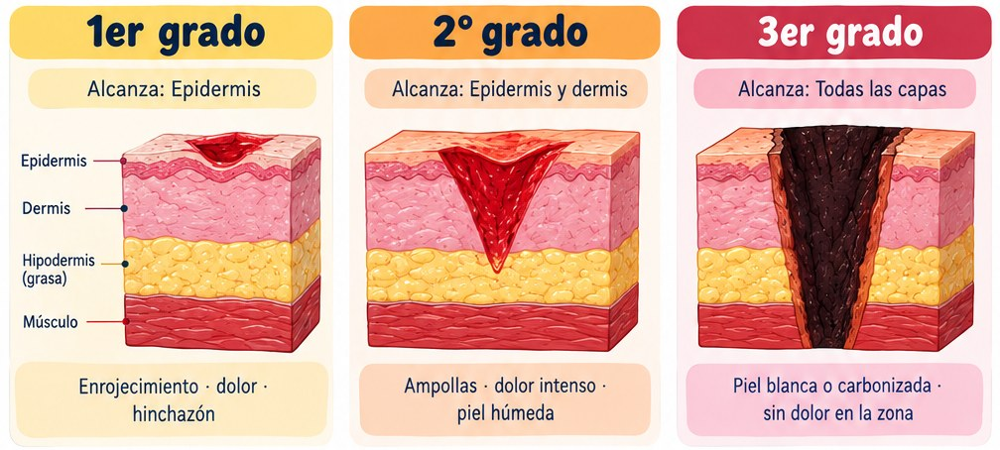 1er grado
Alcanza: Epidermis
Epidermis
Dermis
Hipodermis
(grasa)
Músculo
Enrojecimiento · dolor ·
hinchazón
2° grado
Alcanza: Epidermis y dermis
Ampollas · dolor intenso ·
piel húmeda
3er grado
Alcanza: Todas las capas
Piel blanca o carbonizada ·
sin dolor en la zona